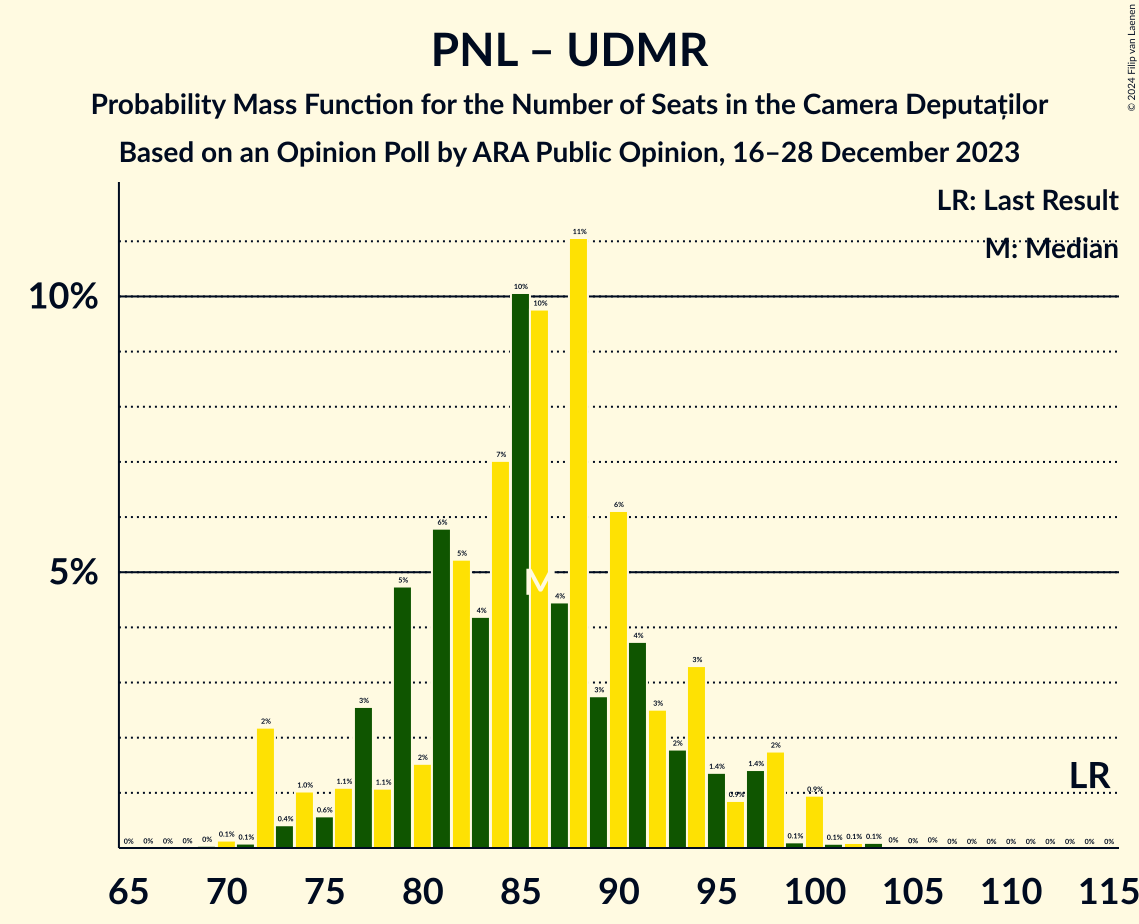 PNL – UDMR
Probability Mass Function for the Number of Seats in the Camera Deputaților
Based on an Opinion Poll by ARA Public Opinion, 16–28 December 2023
© 2024 Filip van Laenen
LR: Last Result
M: Median
10%
5%
0% 0% 0% 0% 0% 0.1% 0.1% 2% 0.4% 1.0% 0.6% 1.1% 3% 1.1% 5% 2% 6% 5% 4% 7% 10% 10% 4% 11% 3% 6% 4% 3% 2% 3% 1.4% 0.9% 1.4% 2% 0.1% 0.9% 0.1% 0.1% 0.1% 0% 0% 0% 0% 0% 0% 0% 0% 0% 0% 0% 0%
M
LR
65 70 75 80 85 90 95 100 105 110 115